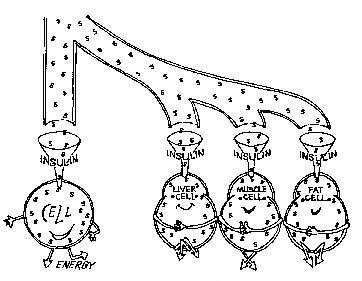 INSULIN INSULIN INSULIN INSULIN
CELL
LIVER CELL
MUSCLE CELL
FAT CELL
ENERGY